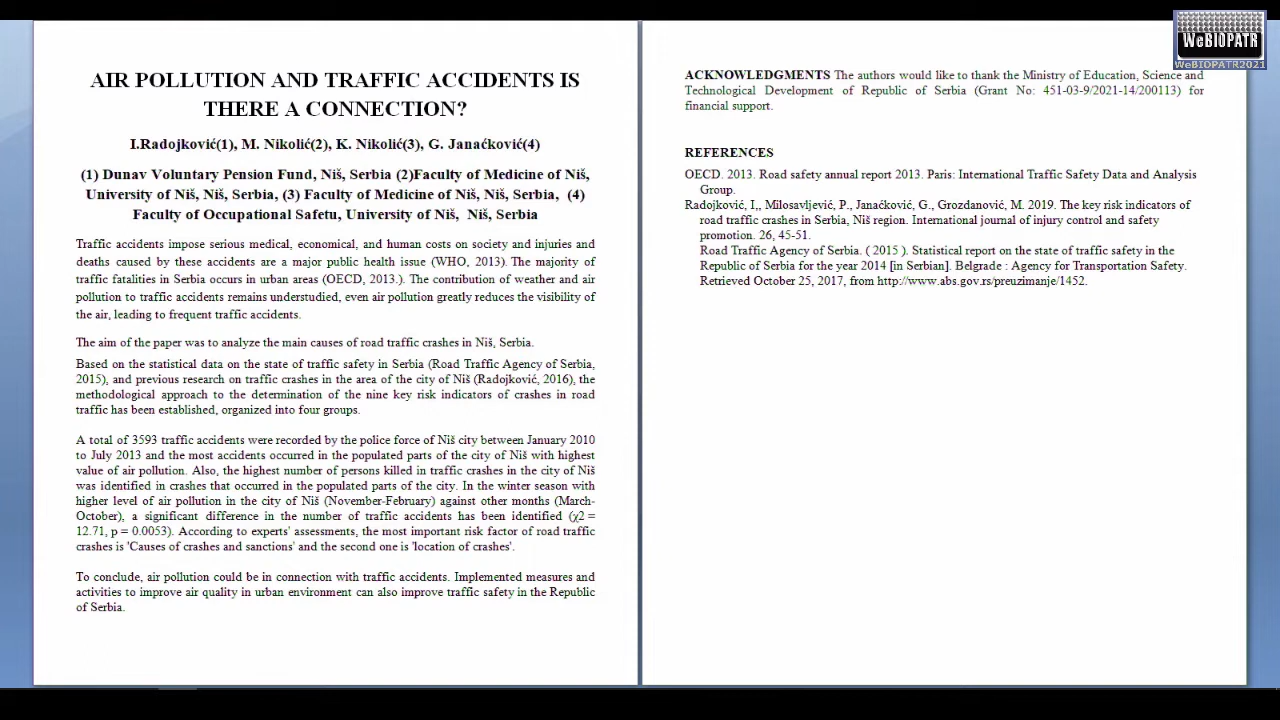 AIR POLLUTION AND TRAFFIC ACCIDENTS IS
THERE A CONNECTION?
I.Radojković(1), M. Nikolić(2), K. Nikolić(3), G. Janaćković(4)
(1) Dunav Voluntary Pension Fund, Niš, Serbia (2)Faculty of Medicine of Niš,
University of Niš, Niš, Serbia, (3) Faculty of Medicine of Niš, Niš, Serbia, (4)
Faculty of Occupational Safetu, University of Niš, Niš, Serbia
Traffic accidents impose serious medical, economical, and human costs on society and injuries and
deaths caused by these accidents are a major public health issue (WHO, 2013). The majority of
traffic fatalities in Serbia occurs in urban areas (OECD, 2013.). The contribution of weather and air
pollution to traffic accidents remains understudied, even air pollution greatly reduces the visibility of
the air, leading to frequent traffic accidents.
The aim of the paper was to analyze the main causes of road traffic crashes in Niš, Serbia.
Based on the statistical data on the state of traffic safety in Serbia (Road Traffic Agency of Serbia,
2015), and previous research on traffic crashes in the area of the city of Niš (Radojković, 2016), the
methodological approach to the determination of the nine key risk indicators of crashes in road
traffic has been established, organized into four groups.
A total of 3593 traffic accidents were recorded by the police force of Niš city between January 2010
to July 2013 and the most accidents occurred in the populated parts of the city of Niš with highest
value of air pollution. Also, the highest number of persons killed in traffic crashes in the city of Niš
was identified in crashes that occurred in the populated parts of the city. In the winter season with
higher level of air pollution in the city of Niš (November-February) against other months (March-
October), a significant difference in the number of traffic accidents has been identified (χ2 =
12.71, p = 0.0053). According to experts' assessments, the most important risk factor of road traffic
crashes is 'Causes of crashes and sanctions' and the second one is 'location of crashes'.
To conclude, air pollution could be in connection with traffic accidents. Implemented measures and
activities to improve air quality in urban environment can also improve traffic safety in the Republic
of Serbia.
WeBIOPATR
WeBIOPATR2021
ACKNOWLEDGMENTS The authors would like to thank the Ministry of Education, Science and
Technological Development of Republic of Serbia (Grant No: 451-03-9/2021-14/200113) for
financial support.
REFERENCES
OECD. 2013. Road safety annual report 2013. Paris: International Traffic Safety Data and Analysis
Group.
Radojković, I,, Milosavljević, P., Janaćković, G., Grozdanović, M. 2019. The key risk indicators of
road traffic crashes in Serbia, Niš region. International journal of injury control and safety
promotion. 26, 45-51.
Road Traffic Agency of Serbia. ( 2015 ). Statistical report on the state of traffic safety in the
Republic of Serbia for the year 2014 [in Serbian]. Belgrade : Agency for Transportation Safety.
Retrieved October 25, 2017, from http://www.abs.gov.rs/preuzimanje/1452.